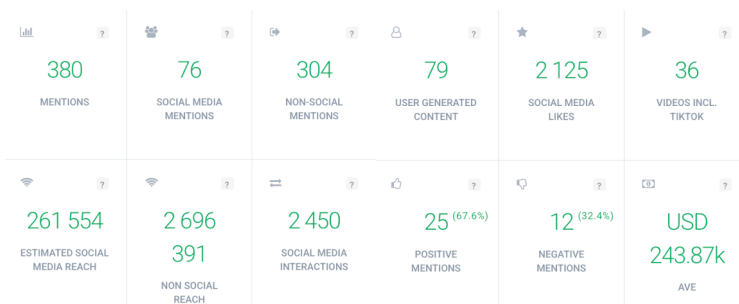 ? ? ? ? ? ?
380 76 304 79 2 125 36
MENTIONS SOCIAL MEDIA NON-SOCIAL USER GENERATED SOCIAL MEDIA VIDEOS INCL.
MENTIONS MENTIONS CONTENT LIKES TIKTOK
? ? ? ? ? ?
261 554 2 696 2 450 25 (67.6%) 12 (32.4%) USD
391 243.87k
ESTIMATED SOCIAL SOCIAL MEDIA POSITIVE NEGATIVE
MEDIA REACH INTERACTIONS MENTIONS MENTIONS
NON SOCIAL AVE
REACH